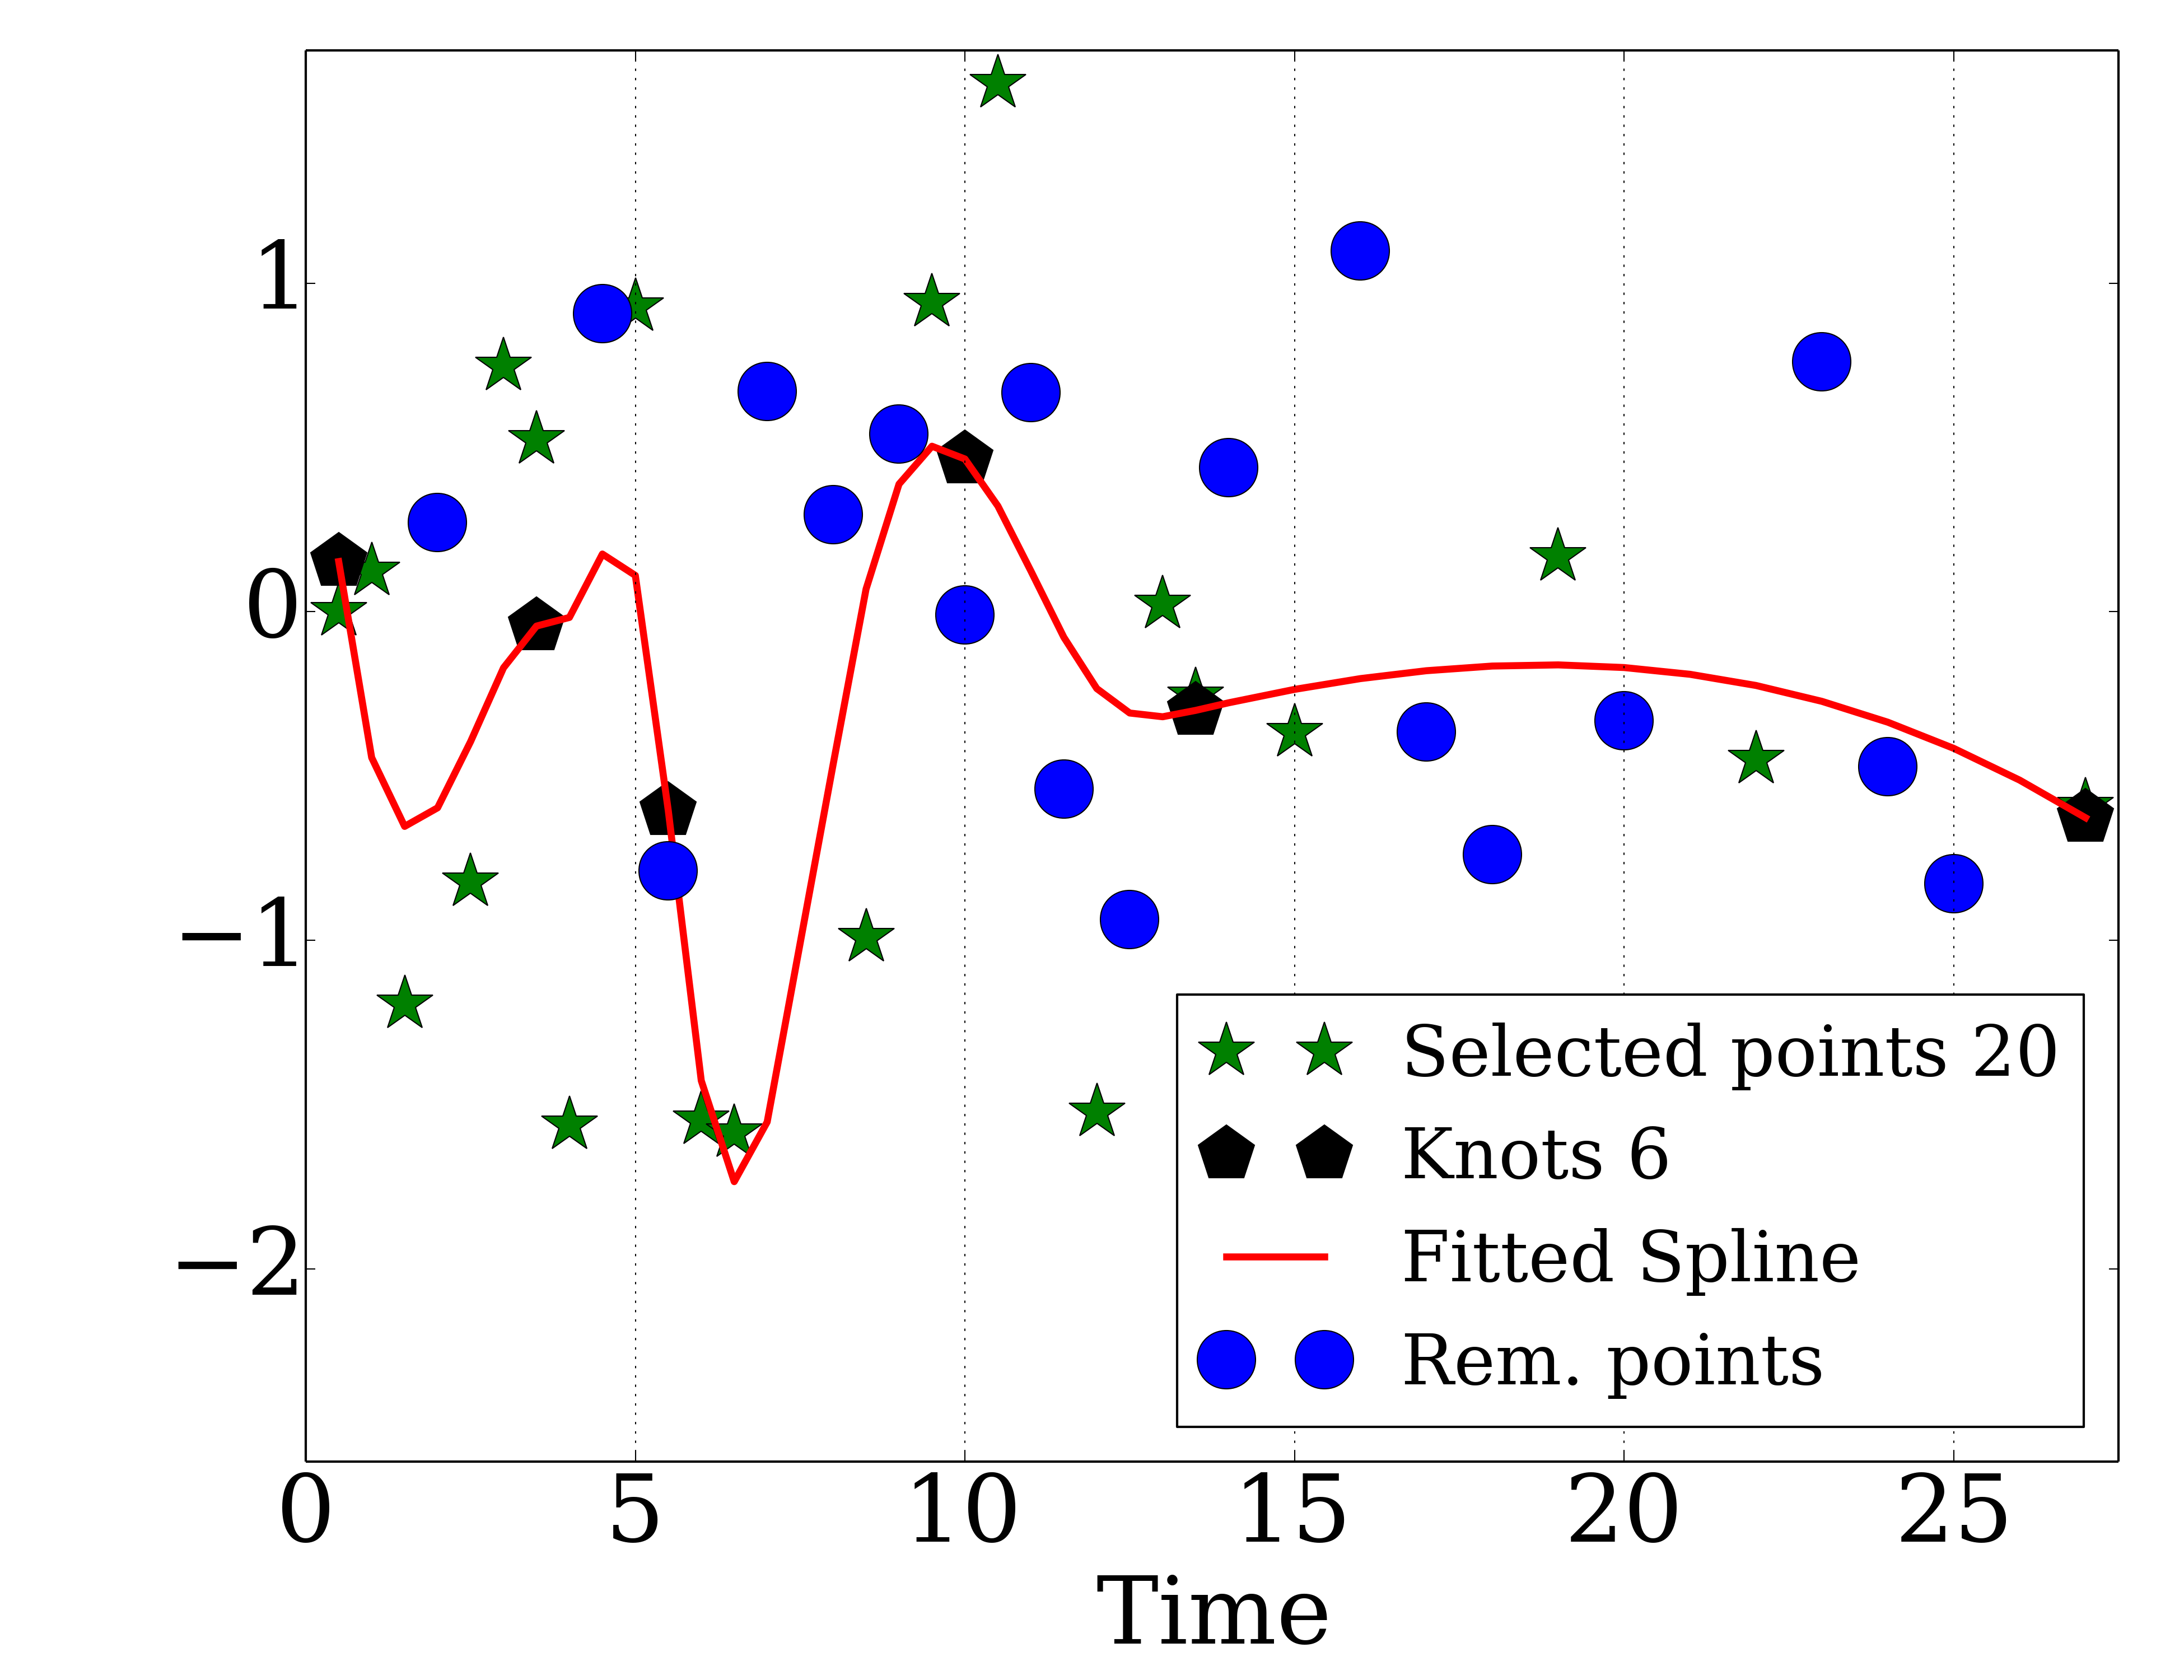 1
0
−1
−2
Selected points 20
Knots 6
Fitted Spline
Rem. points
0 5 10 15 20 25
Time